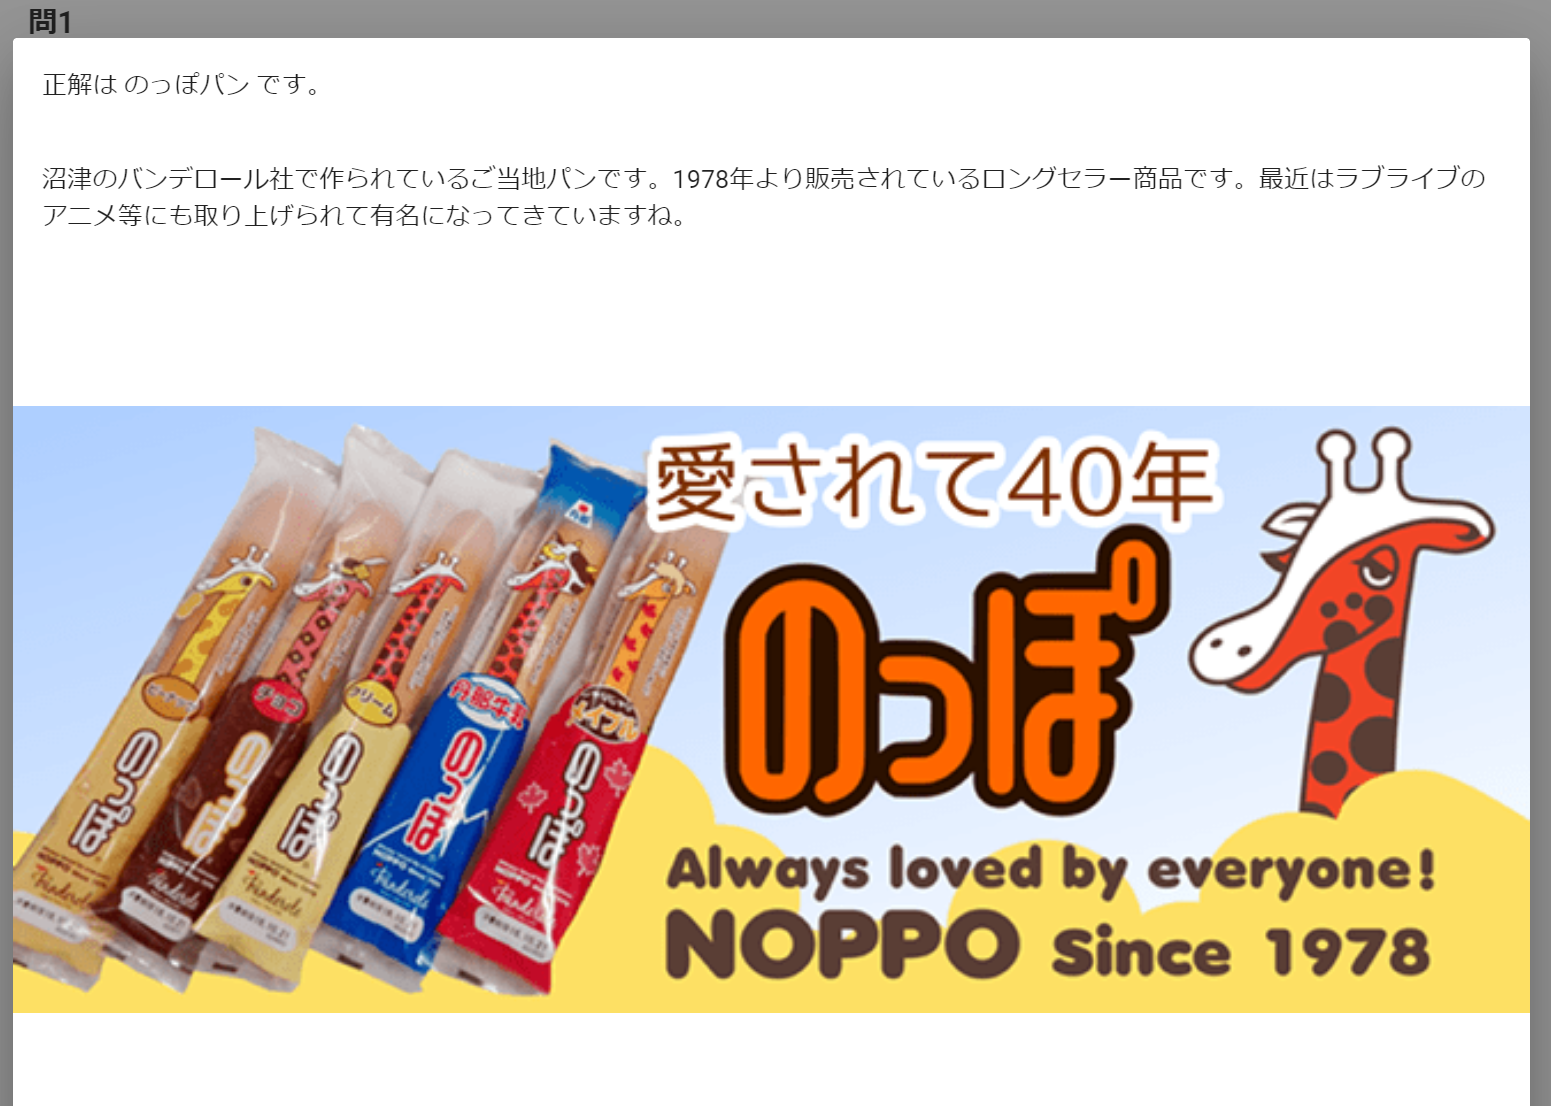 問1
正解は のっぽパン です。
沼津のバンデロール社で作られているご当地パンです。1978年より販売されているロングセラー商品です。最近はラブライブの
アニメ等にも取り上げられて有名になってきていますね。
愛されて40年
のっぽ
Always loved by everyone!
NOPPO Since 1978
ピーナッツ
チョコ
クリーム
丹那牛乳
メイプル
のっぽ
のっぽ
のっぽ
のっぽ
のっぽ